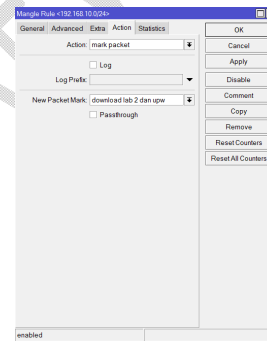 Mangle Rule <192.168.10.0/24>
General Advanced Extra Action Statistics
Action: mark packet
Log
Log Prefix:
New Packet Mark: download lab 2 dan upw
Passthrough
OK
Cancel
Apply
Disable
Comment
Copy
Remove
Reset Counters
Reset All Counters
enabled